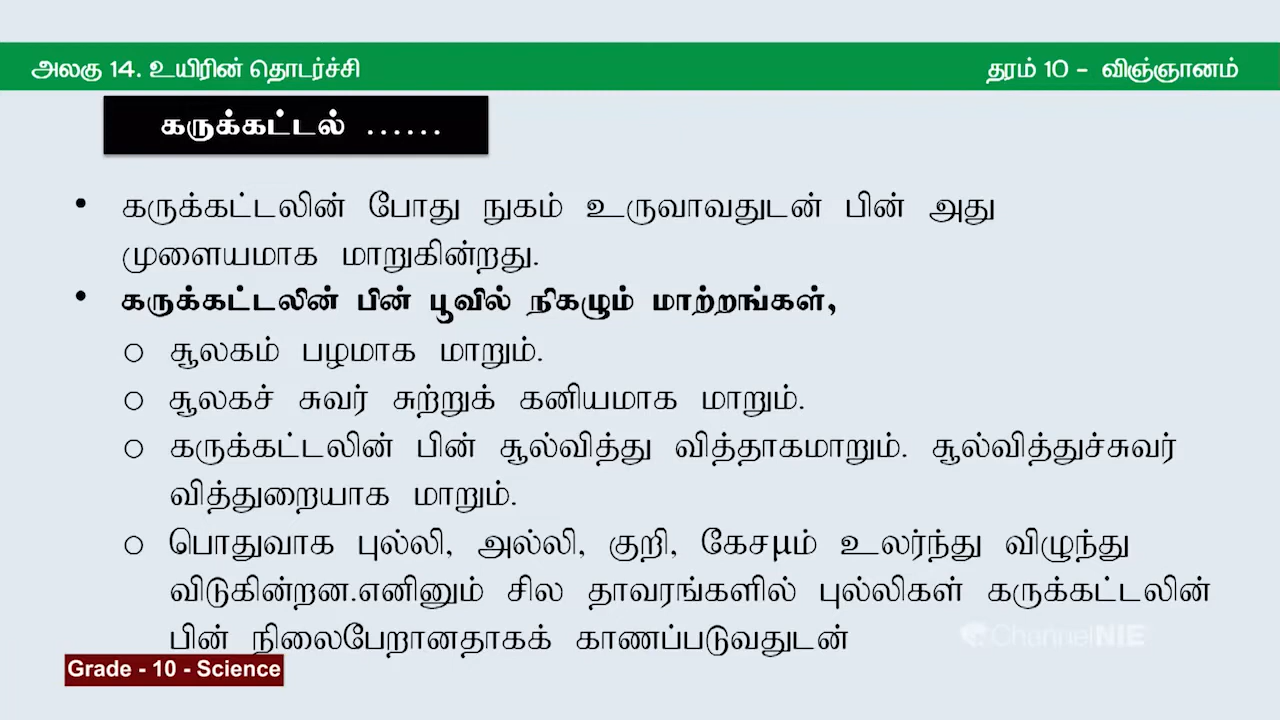 அலகு 14. உயிரின் தொடர்ச்சி
தரம் 10 – விஞ்ஞானம்
கருக்கட்டல் ......
• கருக்கட்டலின் போது நுகம் உருவாவதுடன் பின் அது
முளையமாக மாறுகின்றது.
• கருக்கட்டலின் பின் பூவில் நிகழும் மாற்றங்கள்,
o சூலகம் பழமாக மாறும்.
o சூலகச் சுவர் சுற்றுக் கனியமாக மாறும்.
o கருக்கட்டலின் பின் சூல்வித்து வித்தாகமாறும். சூல்வித்துச்சுவர்
வித்துறையாக மாறும்.
o பொதுவாக புல்லி, அல்லி, குறி, கேசµம் உலர்ந்து விழுந்து
விடுகின்றன.எனினும் சில தாவரங்களில் புல்லிகள் கருக்கட்டலின்
பின் நிலைபேறானதாகக் காணப்படுவதுடன்
ChannelNIE
Grade - 10 - Science